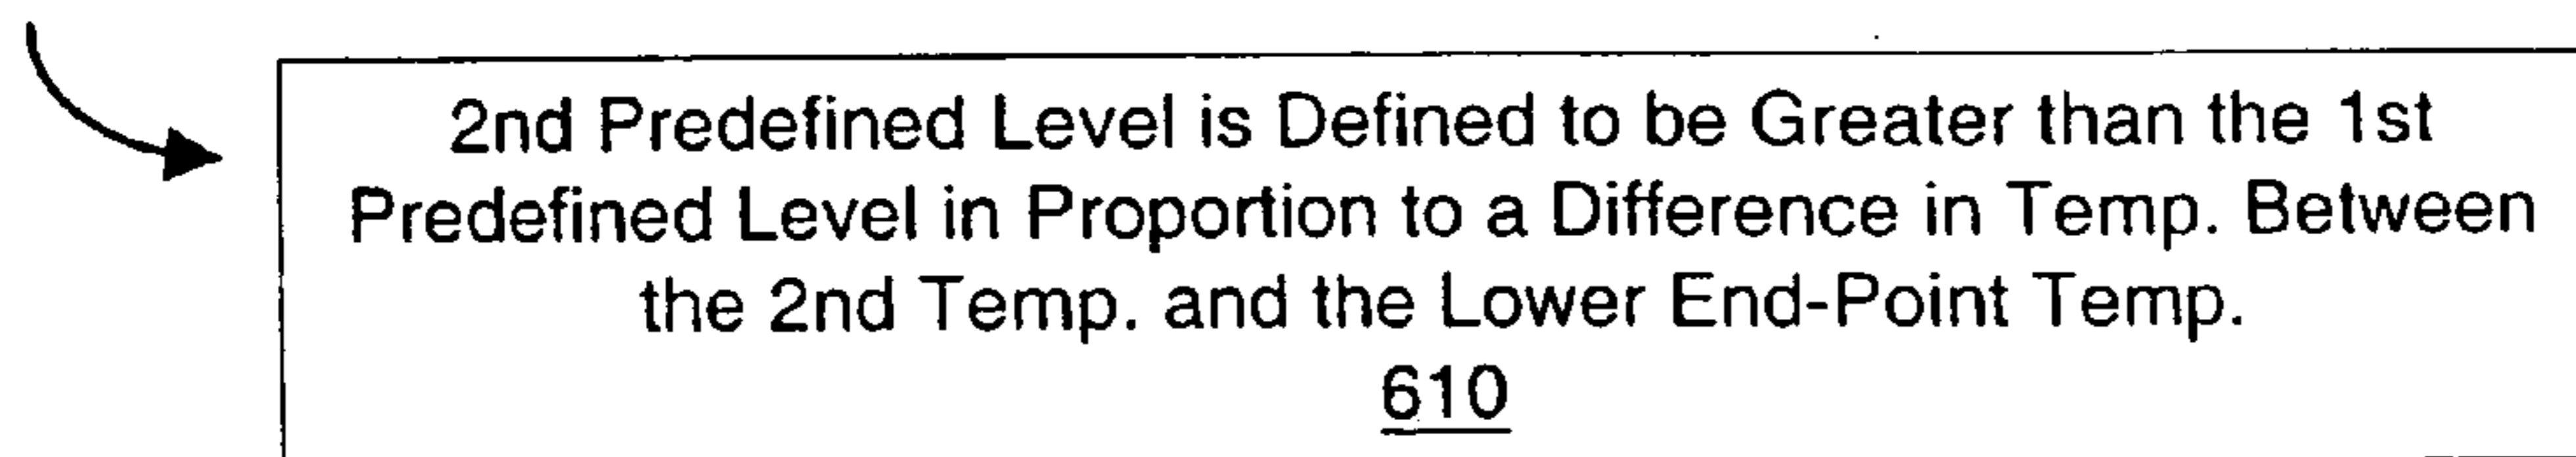 2nd Predefined Level is Defined to be Greater than the 1st
Predefined Level in Proportion to a Difference in Temp. Between
the 2nd Temp. and the Lower End-Point Temp.
610